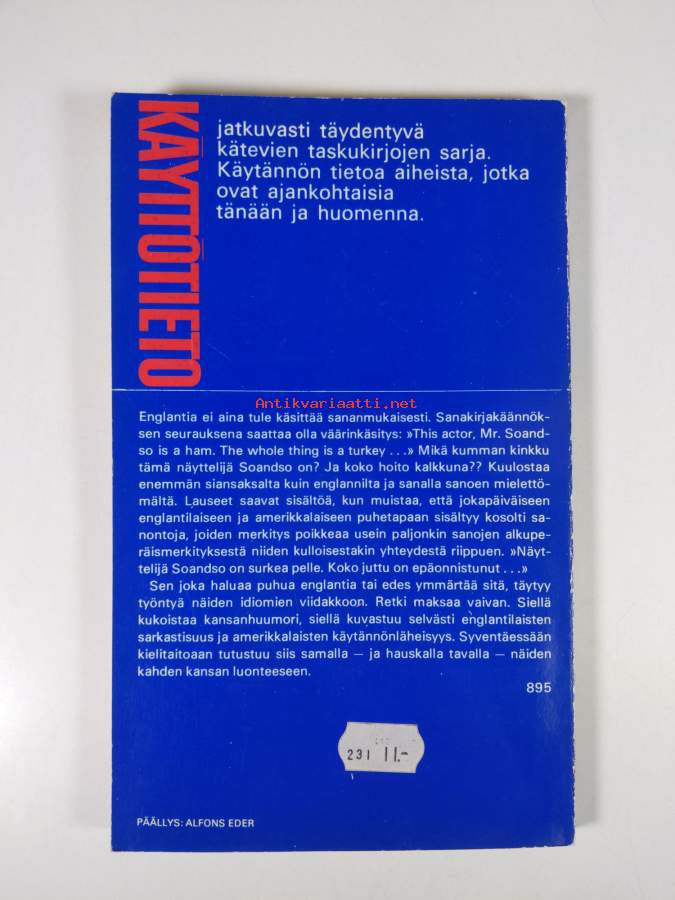 KÄYTTÖTIETO
jatkuvasti täydentyvä
kätevien taskukirjojen sarja.
Käytännön tietoa aiheista, jotka
ovat ajankohtaisia
tänään ja huomenna.
Antikvariaatti.net
Englantia ei aina tule käsittää sananmukaisesti. Sanakirjakäännök-
sen seurauksena saattaa olla väärinkäsitys: »This actor, Mr. Soand-
so is a ham. The whole thing is a turkey . . .» Mikä kumman kinkku
tämä näyttelijä Soandso on? Ja koko hoito kalkkuna?? Kuulostaa
enemmän siansaksalta kuin englannilta ja sanalla sanoen mielettö-
mältä. Lauseet saavat sisältöä, kun muistaa, että jokapäiväiseen
englantilaiseen ja amerikkalaiseen puhetapaan sisältyy kosolti sa-
nontoja, joiden merkitys poikkeaa usein paljonkin sanojen alkupe-
räismerkityksestä niiden kulloisestakin yhteydestä riippuen. »Näyt-
telijä Soandso on surkea pelle. Koko juttu on epäonnistunut . . .»
Sen joka haluaa puhua englantia tai edes ymmärtää sitä, täytyy
työntyä näiden idiomien viidakkoon. Retki maksaa vaivan. Siellä
kukoistaa kansanhuumori, siellä kuvastuu selvästi englantilaisten
sarkastisuus ja amerikkalaisten käytännönläheisyys. Syventäessään
kielitaitoaan tutustuu siis samalla – ja hauskalla tavalla – näiden
kahden kansan luonteeseen.
895
231 11.-
PÄÄLLYS: ALFONS EDER